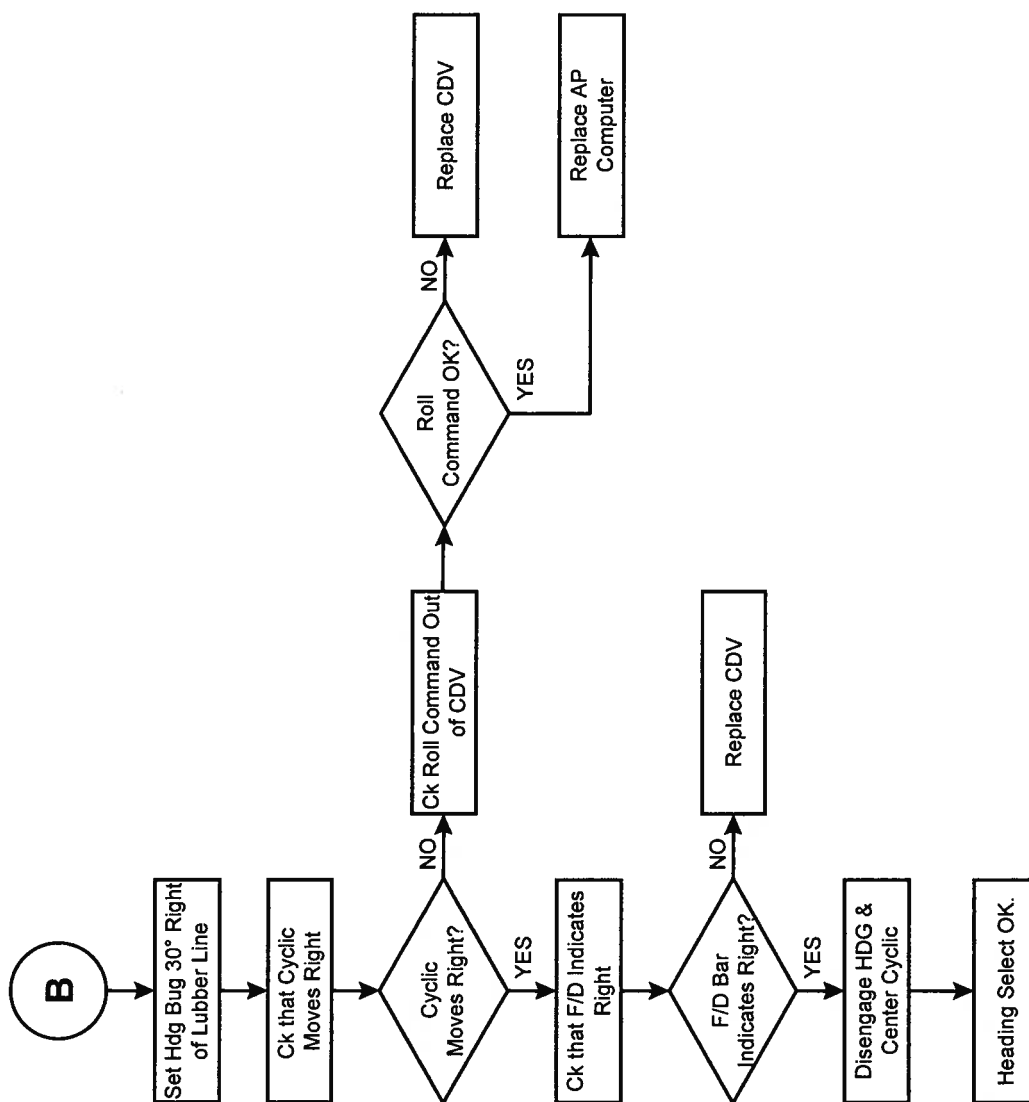 B
Set Hdg Bug 30° Right
of Lubber Line
Ck that Cyclic
Moves Right
Cyclic
Moves Right?
NO
Ck Roll Command Out
of CDV
Roll
Command OK?
NO
Replace CDV
YES
Replace AP
Computer
YES
Ck that F/D Indicates
Right
F/D Bar
Indicates Right?
NO
Replace CDV
YES
Disengage HDG &
Center Cyclic
Heading Select OK.